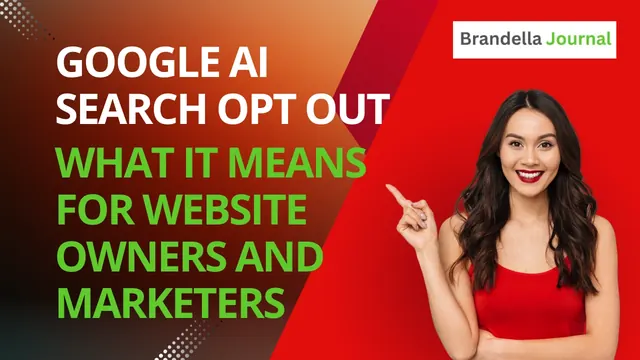 GOOGLE AI
SEARCH OPT OUT
WHAT IT MEANS
FOR WEBSITE
OWNERS AND
MARKETERS
Brandella Journal